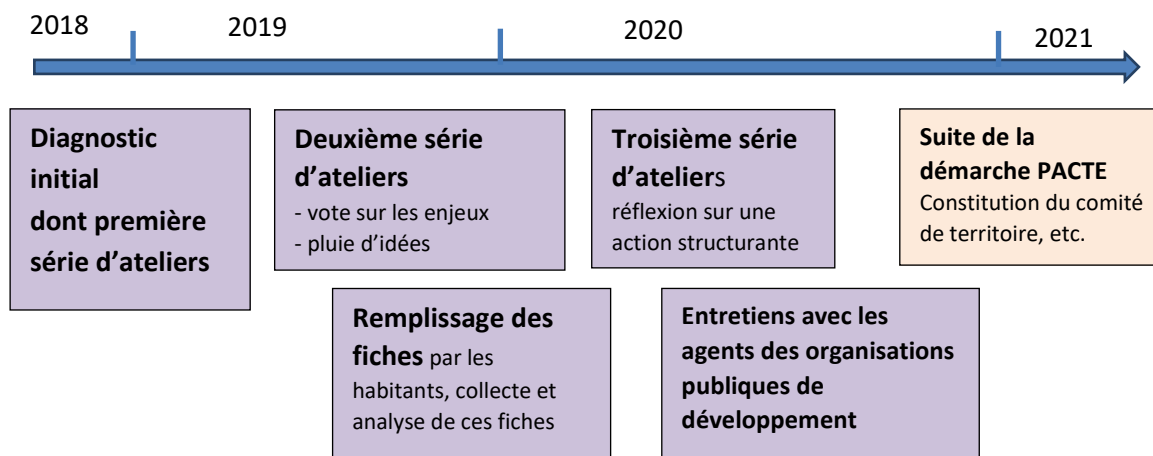 2018
2019
2020
2021
Diagnostic
initial
dont première
série d'ateliers
Deuxième série
d'ateliers
- vote sur les enjeux
- pluie d'idées
Troisième série
d'ateliers
réflexion sur une
action structurante
Suite de la
démarche PACTE
Constitution du comité
de territoire, etc.
Remplissage des
fiches par les
habitants, collecte et
analyse de ces fiches
Entretiens avec les
agents des organisations
publiques de
développement